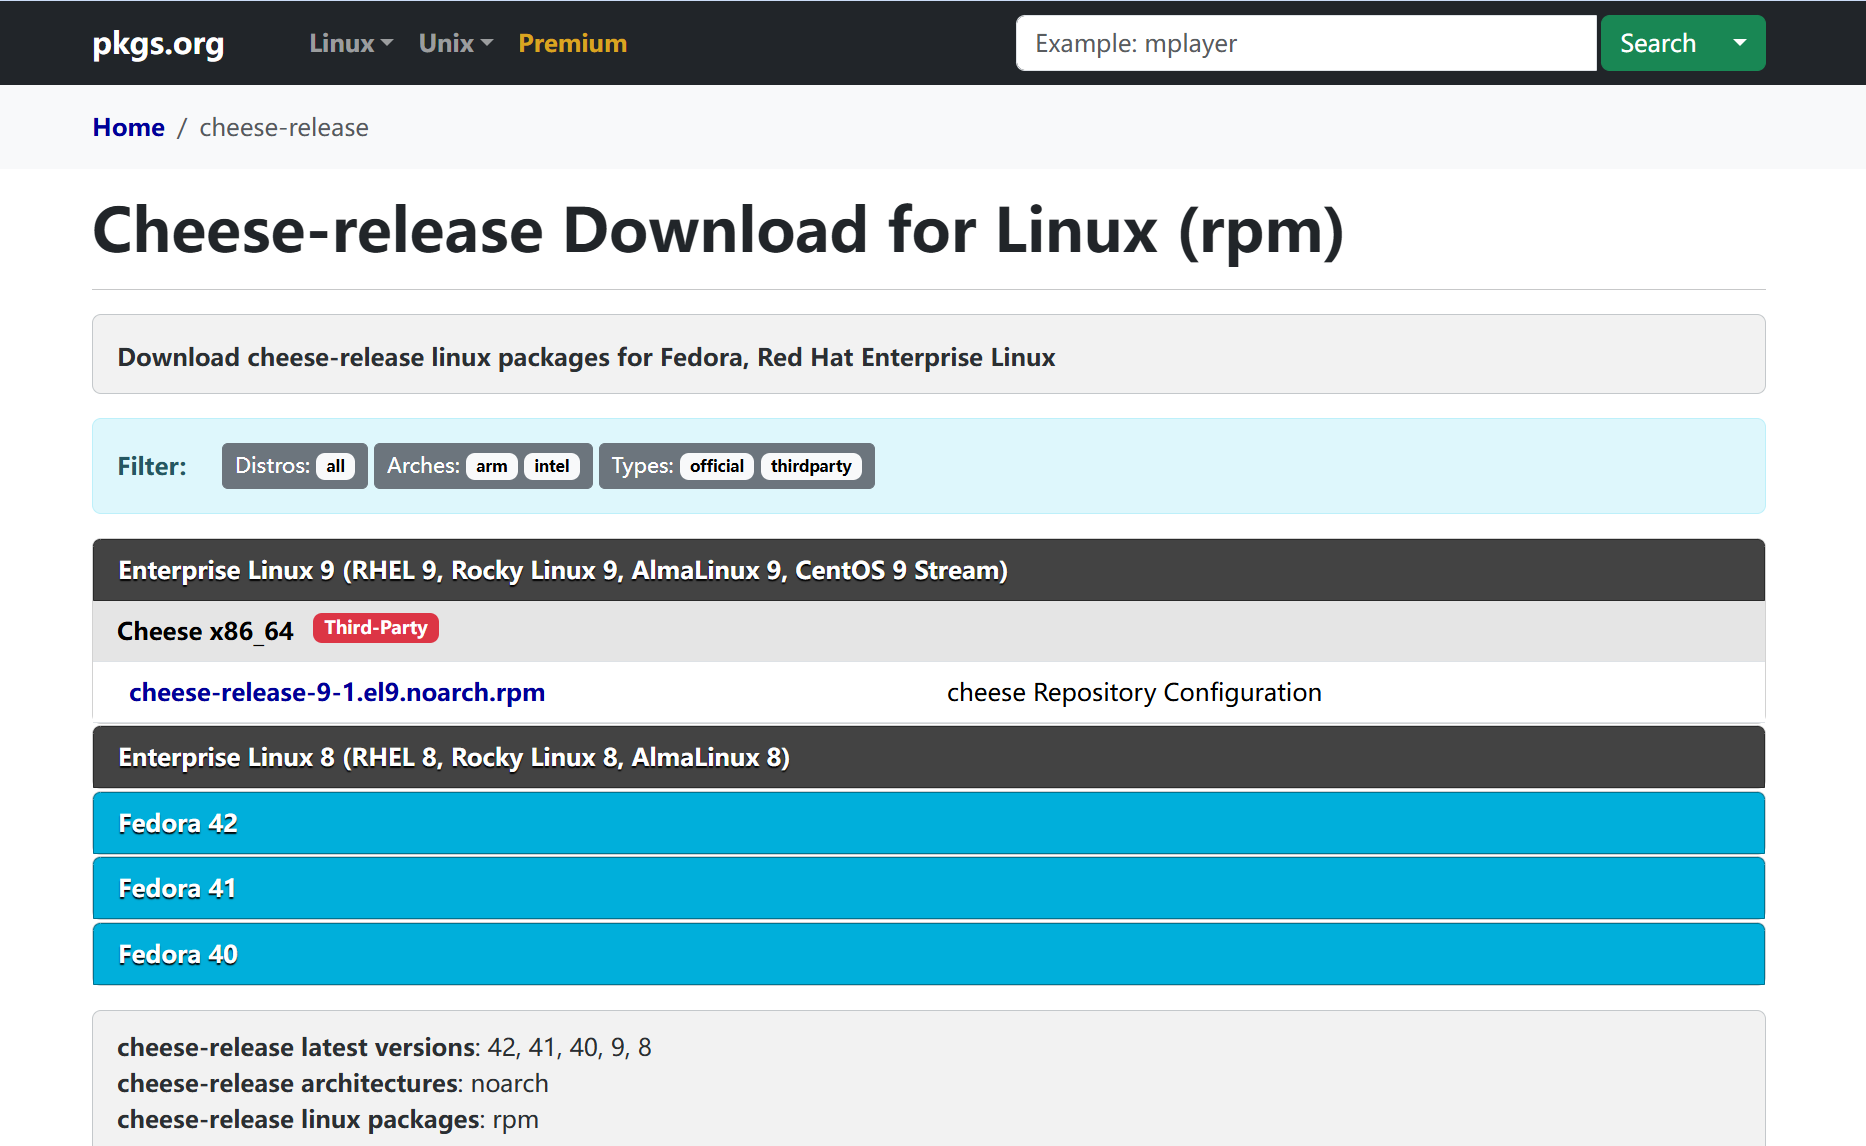 pkgs.org Linux Unix Premium Example: mplayer Search
Home / cheese-release
Cheese-release Download for Linux (rpm)
Download cheese-release linux packages for Fedora, Red Hat Enterprise Linux
Filter: Distros: all Arches: arm intel Types: official thirdparty
Enterprise Linux 9 (RHEL 9, Rocky Linux 9, AlmaLinux 9, CentOS 9 Stream)
Cheese x86_64 Third-Party
cheese-release-9-1.el9.noarch.rpm cheese Repository Configuration
Enterprise Linux 8 (RHEL 8, Rocky Linux 8, AlmaLinux 8)
Fedora 42
Fedora 41
Fedora 40
cheese-release latest versions: 42, 41, 40, 9, 8
cheese-release architectures: noarch
cheese-release linux packages: rpm